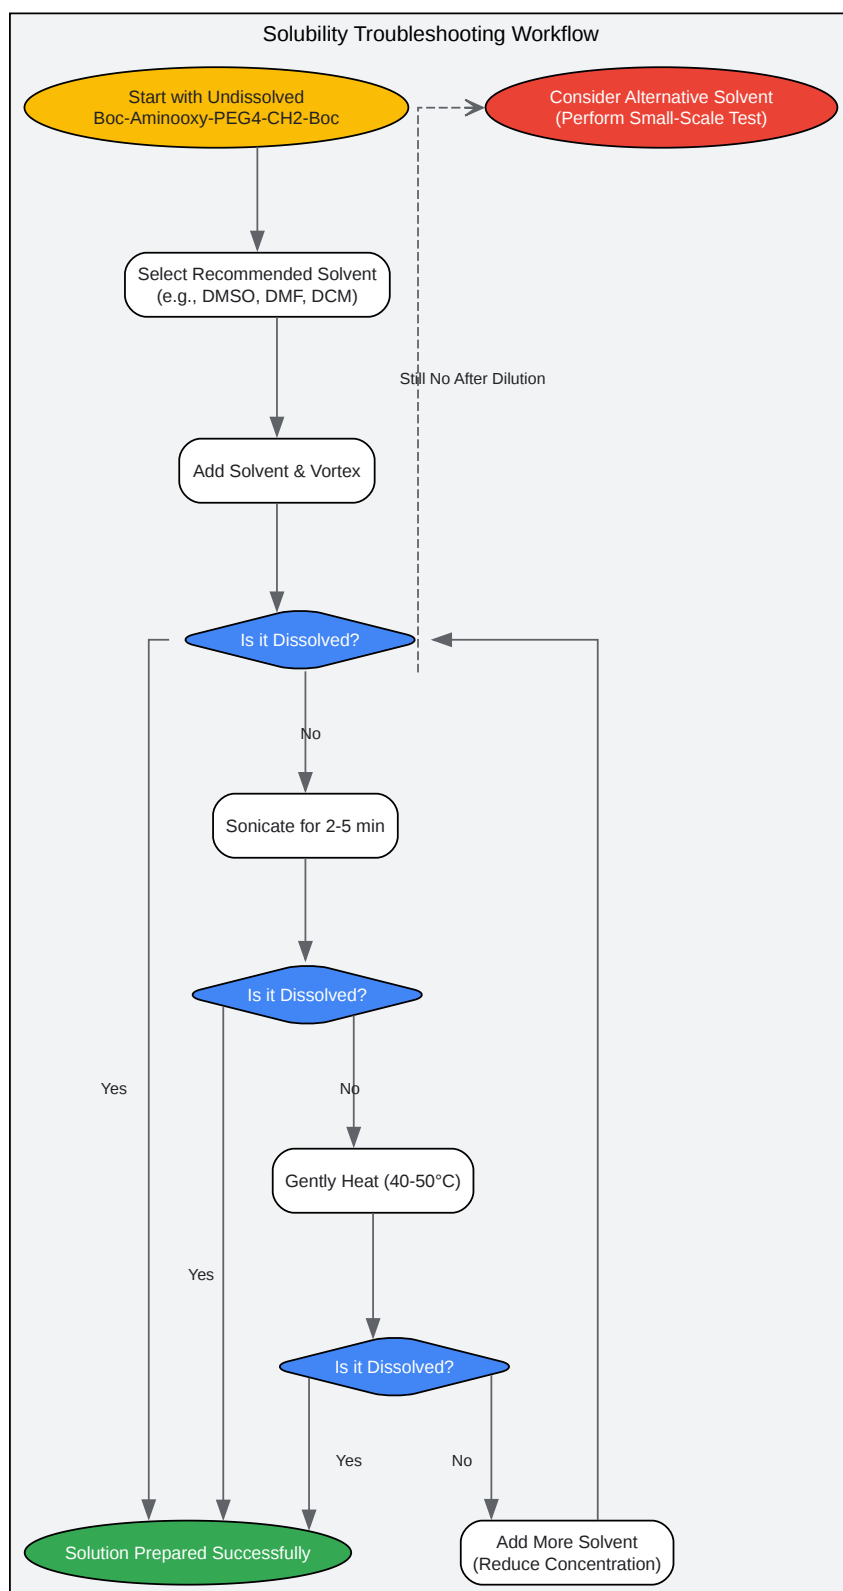 Solubility Troubleshooting Workflow
Start with Undissolved
Boc-Aminooxy-PEG4-CH2-Boc
Consider Alternative Solvent
(Perform Small-Scale Test)
Select Recommended Solvent
(e.g., DMSO, DMF, DCM)
Still No After Dilution
Add Solvent & Vortex
Is it Dissolved?
No
Sonicate for 2-5 min
Is it Dissolved?
Yes
No
Gently Heat (40-50°C)
Yes
Is it Dissolved?
Yes
No
Solution Prepared Successfully
Add More Solvent
(Reduce Concentration)